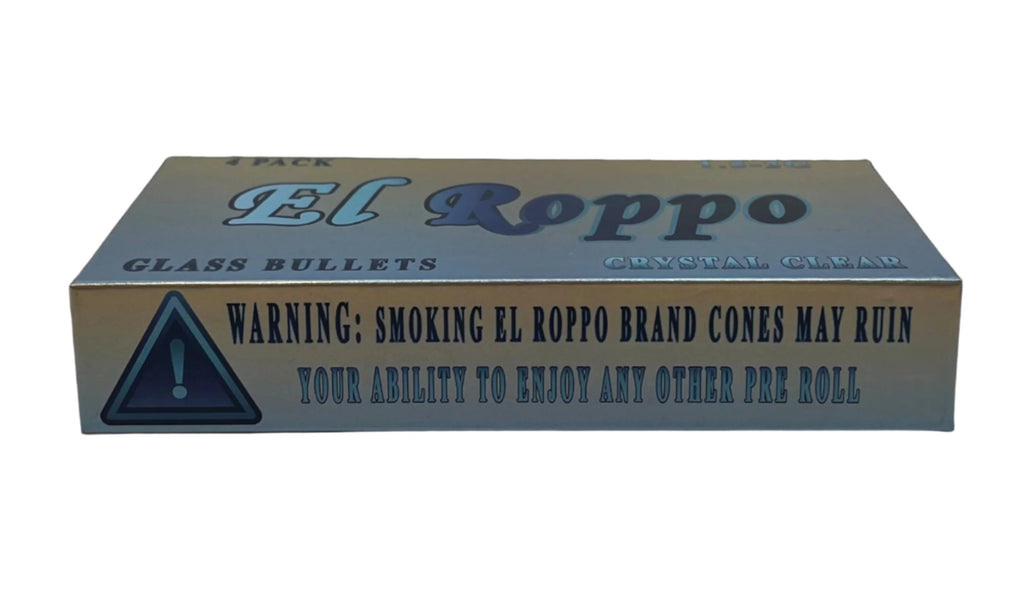 4 PACK
El Roppo
GLASS BULLETS CRYSTAL CLEAR
WARNING: SMOKING EL ROPPO BRAND CONES MAY RUIN
YOUR ABILITY TO ENJOY ANY OTHER PRE ROLL